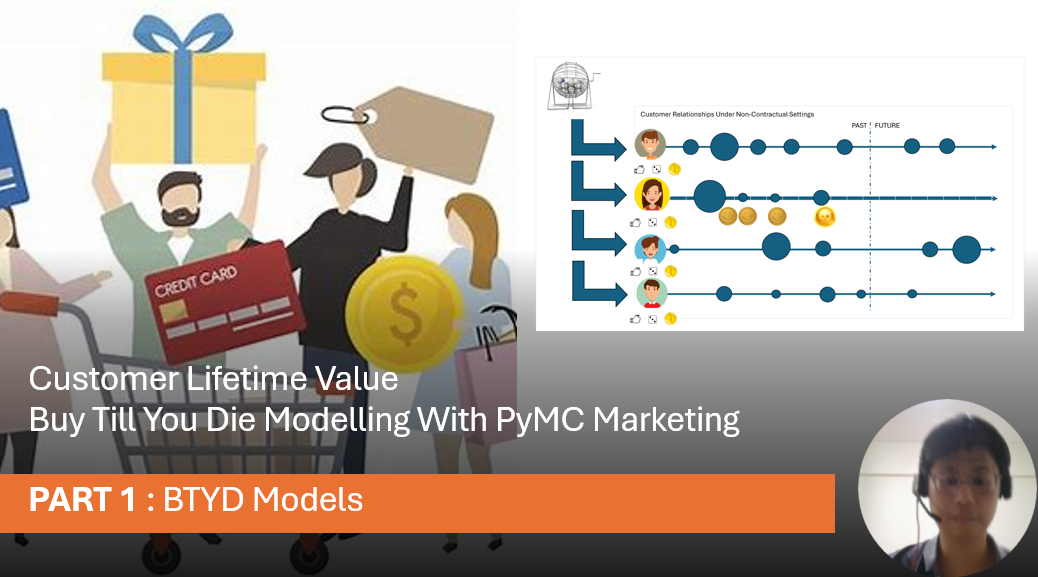 CREDIT CARD
$
Customer Relationships Under Non-Contractual Settings
PAST FUTURE
Customer Lifetime Value
Buy Till You Die Modelling With PyMC Marketing
PART 1 : BTYD Models